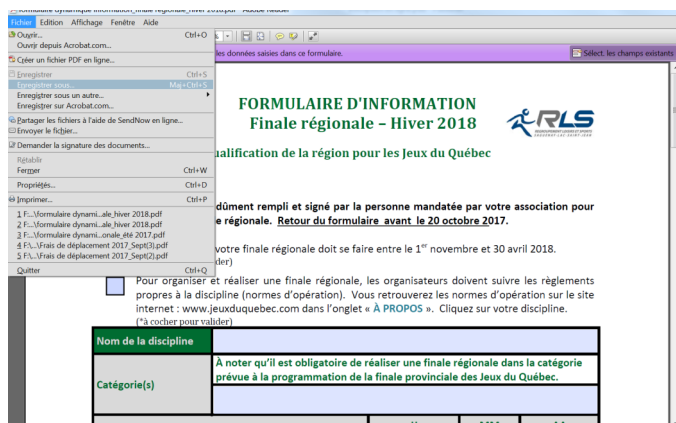 formulaire dynamique information_finale régionale_hiver 2018.pdf - Adobe Reader
Fichier Edition Affichage Fenêtre Aide
Ouvrir... Ctrl+O
Ouvrir depuis Acrobat.com...
Créer un fichier PDF en ligne...
Enregistrer Ctrl+S
Enregistrer sous... Maj+Ctrl+S
Enregistrer sous un autre...
Enregistrer sur Acrobat.com...
Partager les fichiers à l'aide de SendNow en ligne...
Envoyer le fichier...
Demander la signature des documents...
Rétablir
Fermer Ctrl+W
Propriétés... Ctrl+D
Imprimer... Ctrl+P
1 F:\...\formulaire dynami...ale_hiver 2018.pdf
2 F:\...\formulaire dynami...ale_hiver 2018.pdf
3 F:\...\formulaire dynami...onale_été 2017.pdf
4 F:\...\Frais de déplacement 2017_Sept(3).pdf
5 F:\...\Frais de déplacement 2017_Sept(2).pdf
Quitter Ctrl+Q
les données saisies dans ce formulaire.
Sélect. les champs existants
FORMULAIRE D'INFORMATION
Finale régionale – Hiver 2018
RLS
ualification de la région pour les Jeux du Québec
dûment rempli et signé par la personne mandatée par votre association pour
e régionale. Retour du formulaire avant le 20 octobre 2017.
votre finale régionale doit se faire entre le 1er novembre et 30 avril 2018.
der)
Pour organiser et réaliser une finale régionale, les organisateurs doivent suivre les règlements
propres à la discipline (normes d'opération). Vous retrouverez les normes d'opération sur le site
internet : www.jeuxduquebec.com dans l'onglet « À PROPOS ». Cliquez sur votre discipline.
(*à cocher pour valider)
Nom de la discipline
Catégorie(s)
À noter qu'il est obligatoire de réaliser une finale régionale dans la catégorie
prévue à la programmation de la finale provinciale des Jeux du Québec.